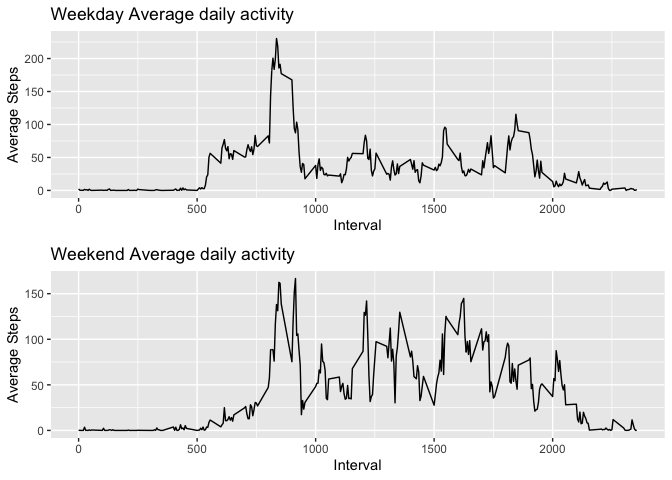 Weekday Average daily activity
200
150
100
50
0
Average Steps
0 500 1000 1500 2000
Interval
Weekend Average daily activity
150
100
50
0
Average Steps
0 500 1000 1500 2000
Interval